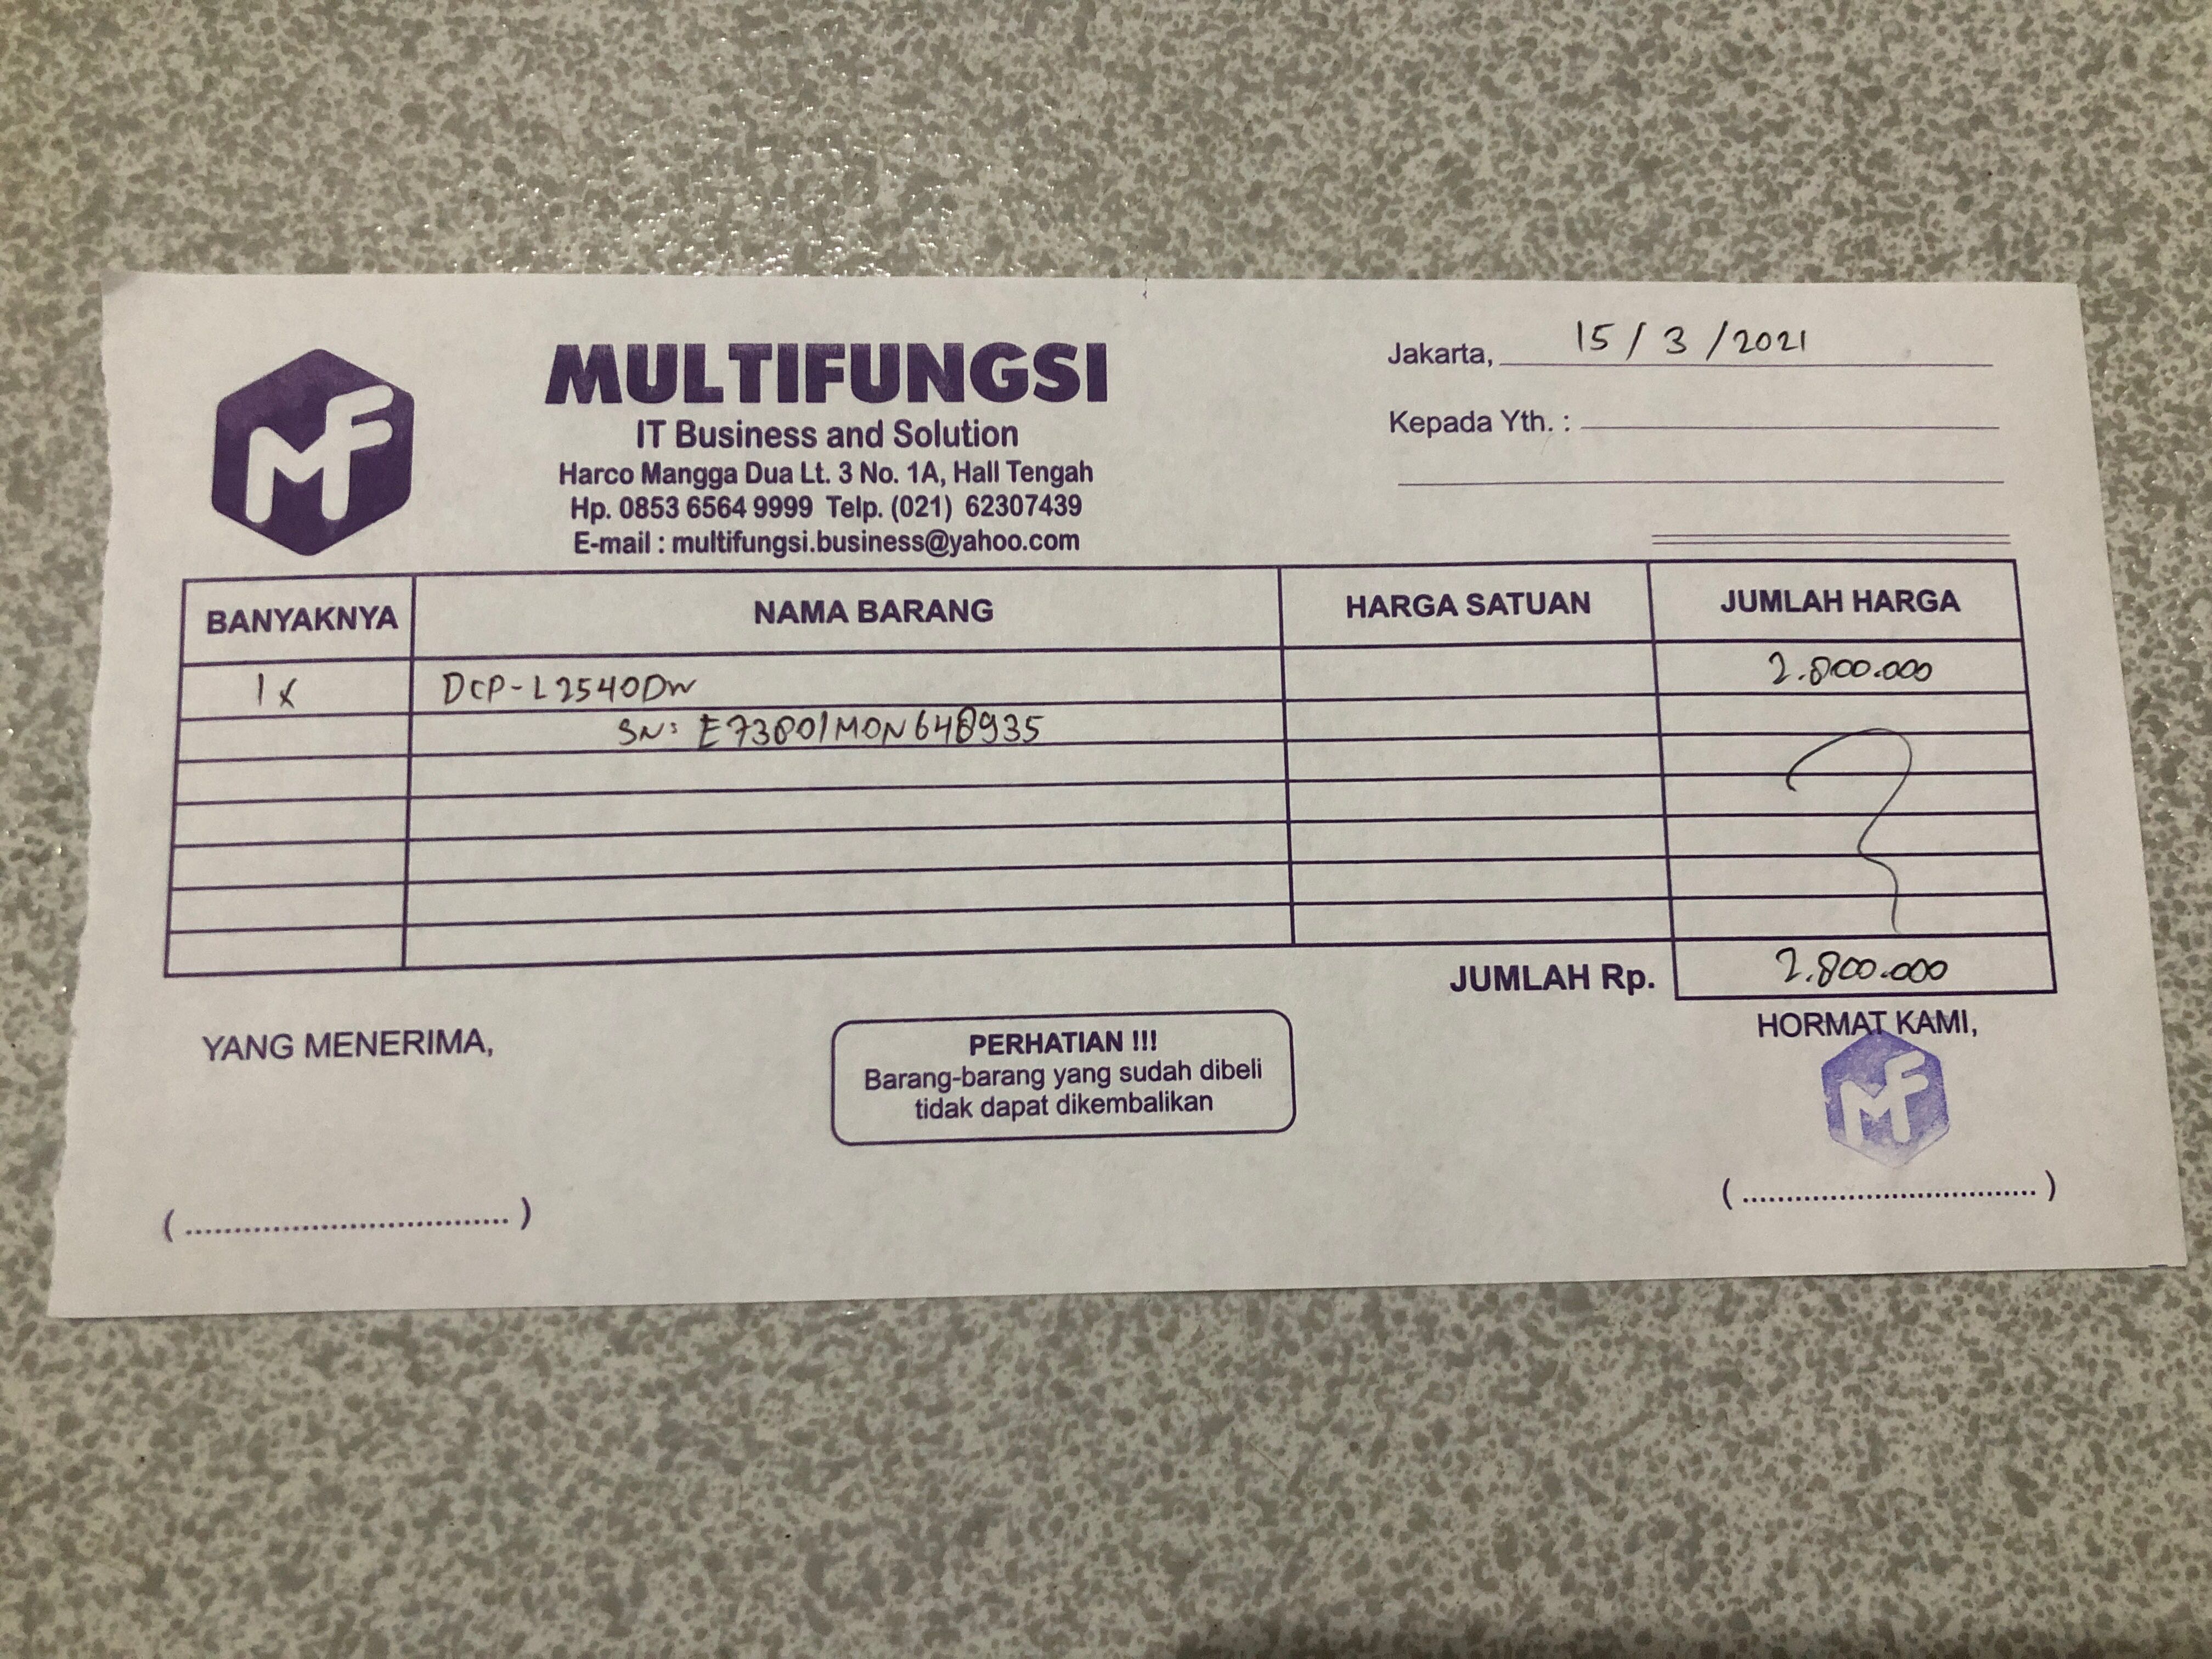 MF
MULTIFUNGSI
IT Business and Solution
Harco Mangga Dua Lt. 3 No. 1A, Hall Tengah
Hp. 0853 6564 9999 Telp. (021) 62307439
E-mail : multifungsi.business@yahoo.com
Jakarta, 15 / 3 / 2021
Kepada Yth. :
BANYAKNYA NAMA BARANG HARGA SATUAN JUMLAH HARGA
1x DCP-L2540DW 2.800.000
SN: E73801M0N648935
JUMLAH Rp. 2.800.000
YANG MENERIMA,
PERHATIAN !!!
Barang-barang yang sudah dibeli
tidak dapat dikembalikan
HORMAT KAMI,
MF
(....................................)
(....................................)